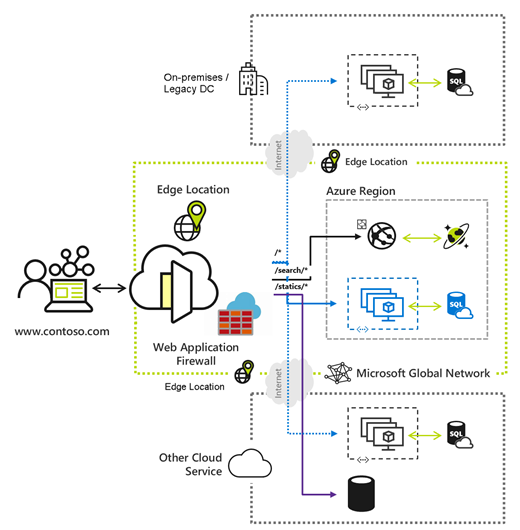 On-premises /
Legacy DC
SQL
Internet
Edge Location
Edge Location
Azure Region
/*
/search/*
/statics/*
www.contoso.com
SQL
Web Application
Firewall
Edge Location
Internet
Microsoft Global Network
SQL
Other Cloud
Service